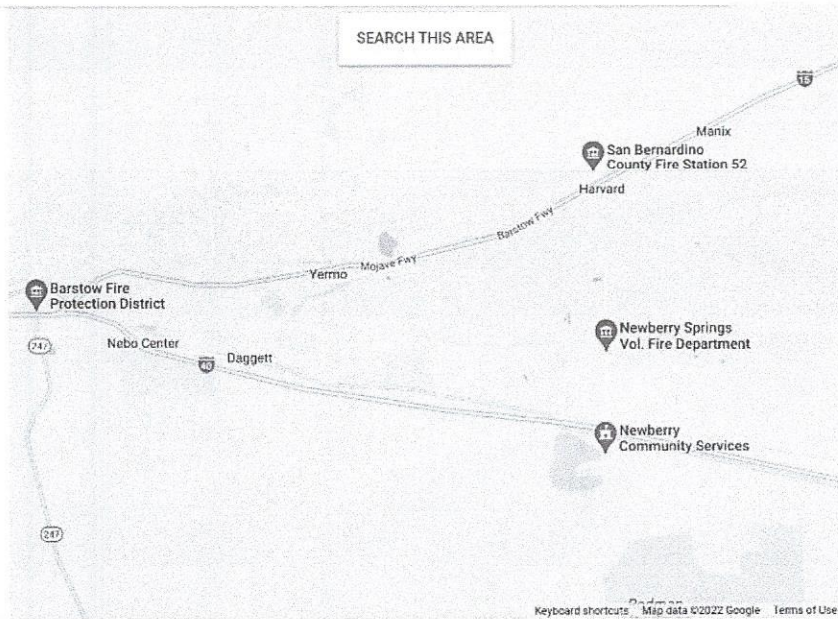 SEARCH THIS AREA
15
Manix
San Bernardino
County Fire Station 52
Harvard
Barstow Fwy
Mojave Fwy
Yermo
Barstow Fire
Protection District
Newberry Springs
Vol. Fire Department
247
Nebo Center
40
Daggett
Newberry
Community Services
247
Keyboard shortcuts Map data ©2022 Google Terms of Use